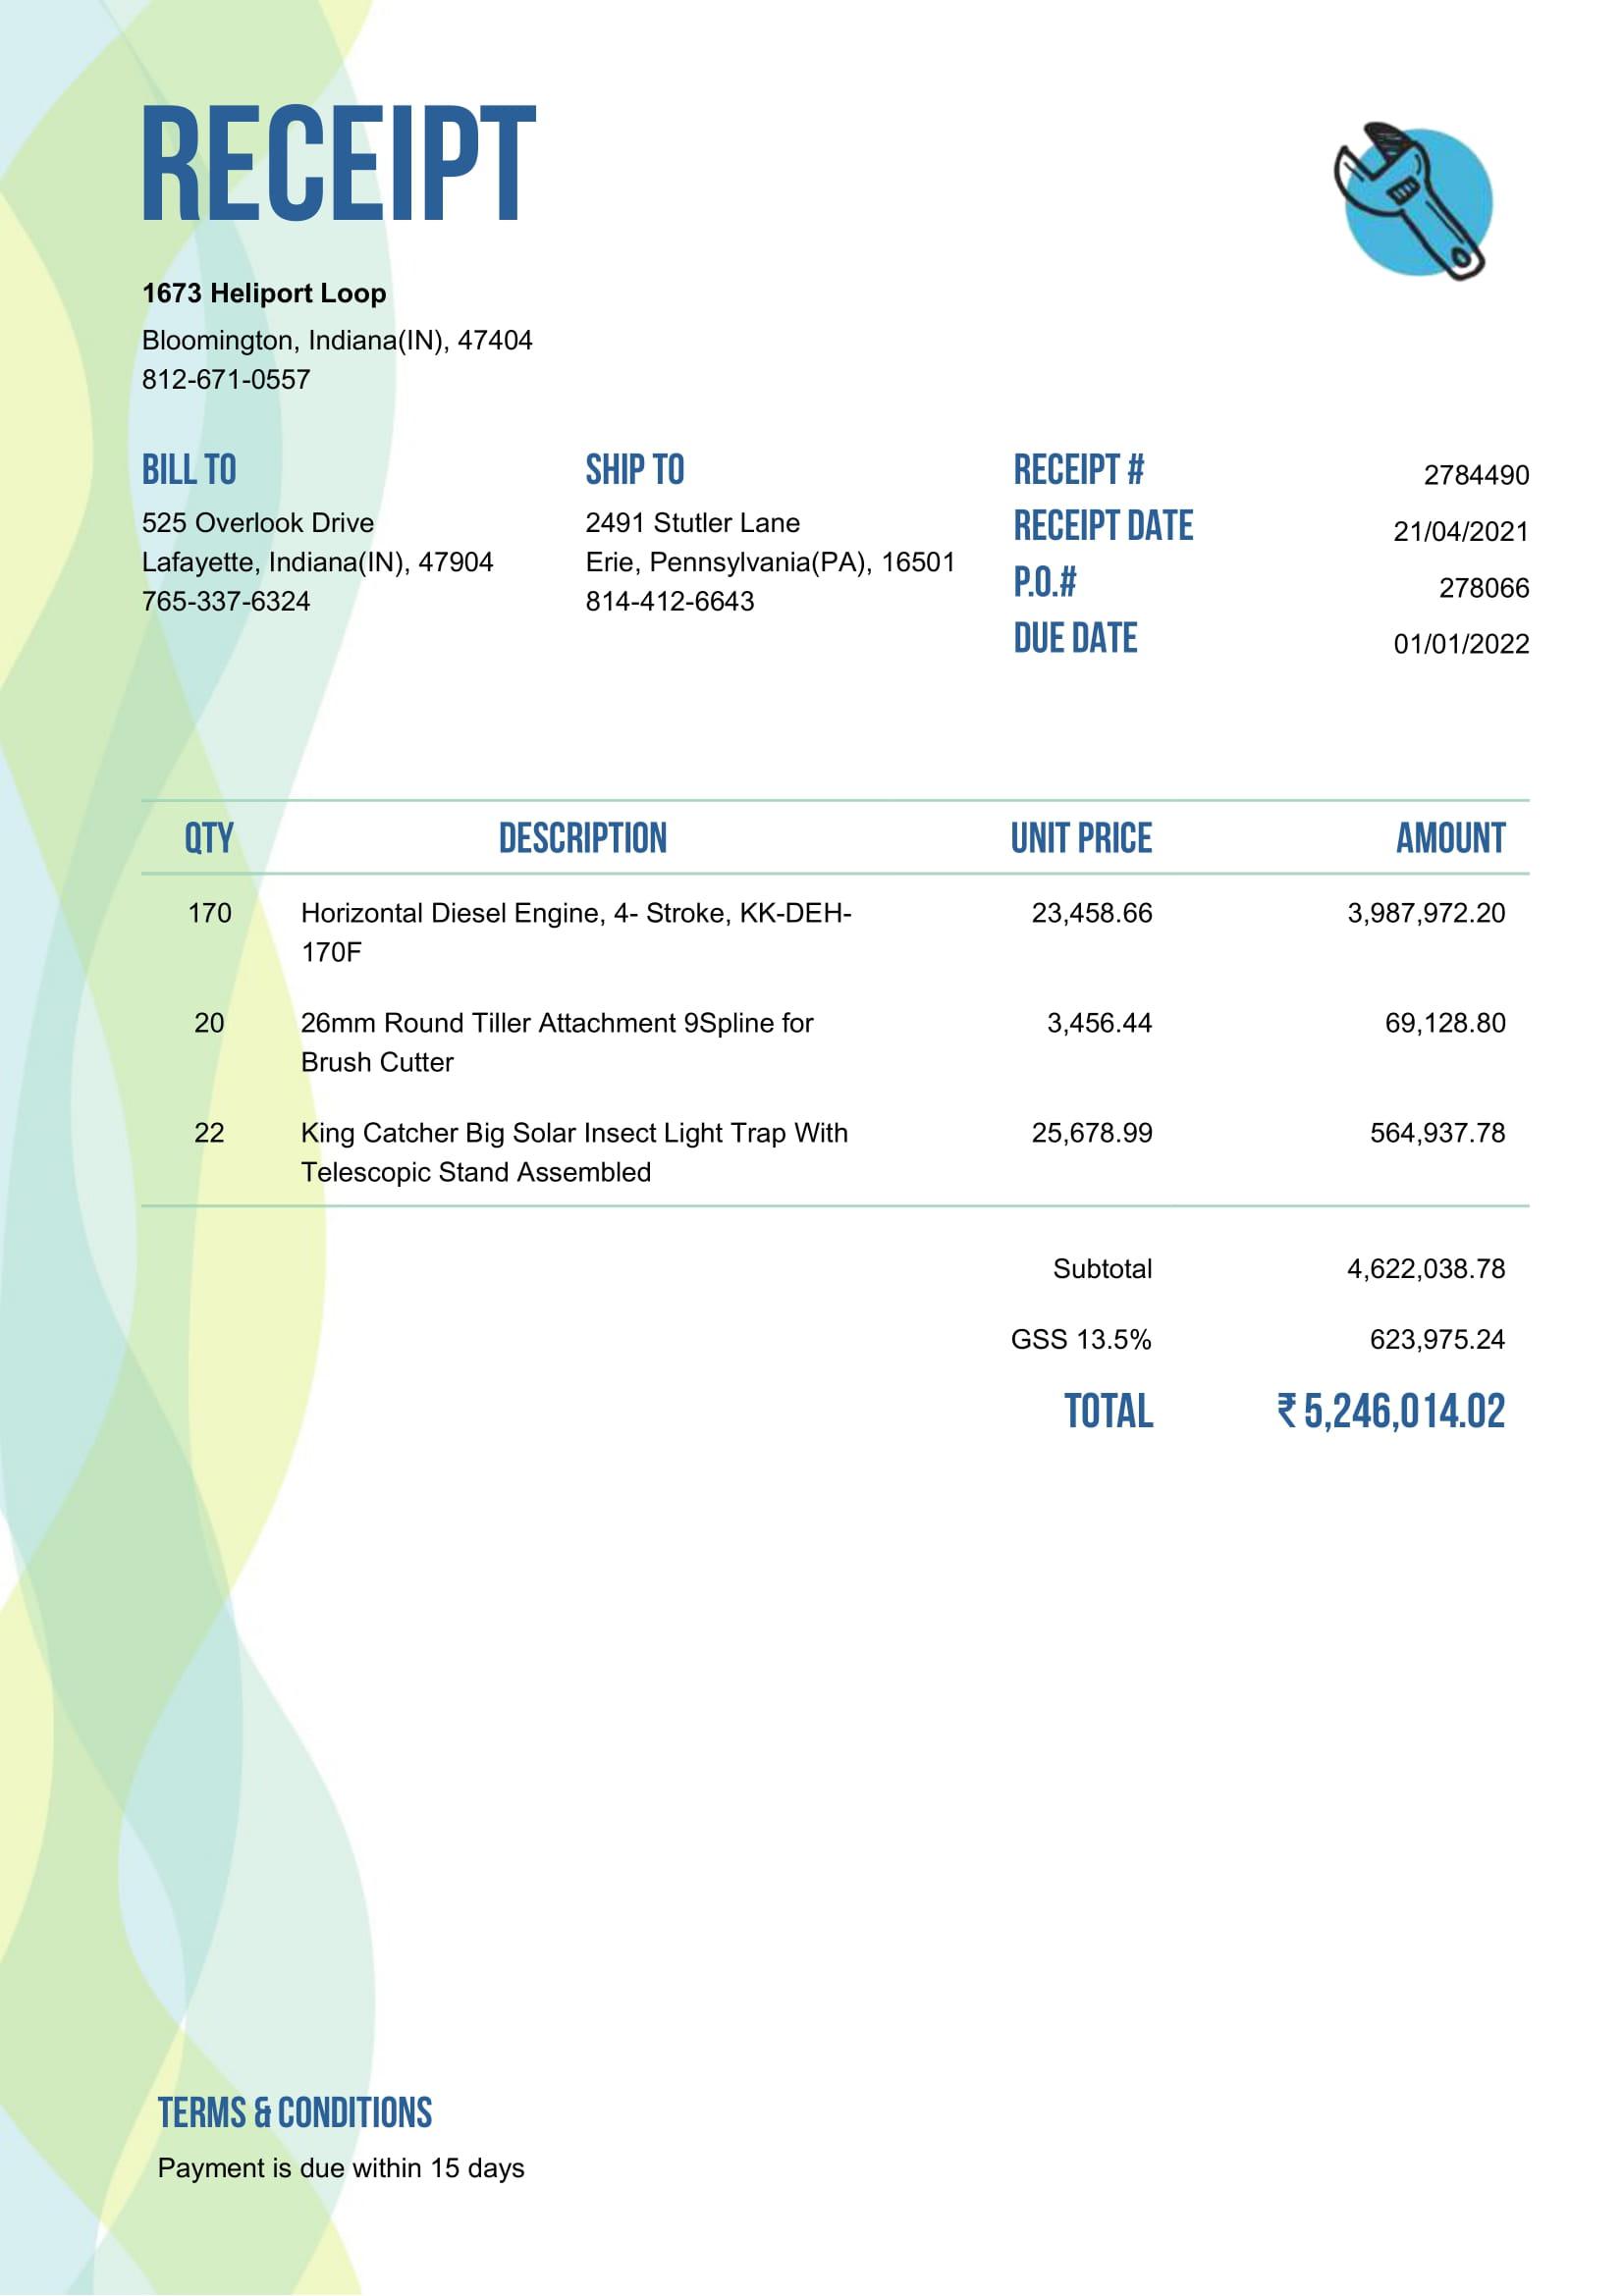 RECEIPT
1673 Heliport Loop
Bloomington, Indiana(IN), 47404
812-671-0557
BILL TO
525 Overlook Drive
Lafayette, Indiana(IN), 47904
765-337-6324
SHIP TO
2491 Stutler Lane
Erie, Pennsylvania(PA), 16501
814-412-6643
RECEIPT # 2784490
RECEIPT DATE 21/04/2021
P.O.# 278066
DUE DATE 01/01/2022
QTY DESCRIPTION UNIT PRICE AMOUNT
170 Horizontal Diesel Engine, 4- Stroke, KK-DEH- 23,458.66 3,987,972.20
170F
20 26mm Round Tiller Attachment 9Spline for 3,456.44 69,128.80
Brush Cutter
22 King Catcher Big Solar Insect Light Trap With 25,678.99 564,937.78
Telescopic Stand Assembled
Subtotal 4,622,038.78
GSS 13.5% 623,975.24
TOTAL ₹ 5,246,014.02
TERMS & CONDITIONS
Payment is due within 15 days